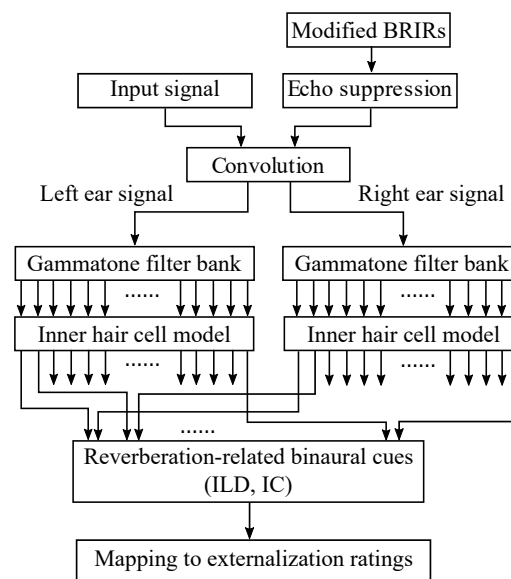 Modified BRIRs
Input signal
Echo suppression
Convolution
Left ear signal
Right ear signal
Gammatone filter bank
Gammatone filter bank
......
......
Inner hair cell model
Inner hair cell model
......
......
......
Reverberation-related binaural cues
(ILD, IC)
Mapping to externalization ratings